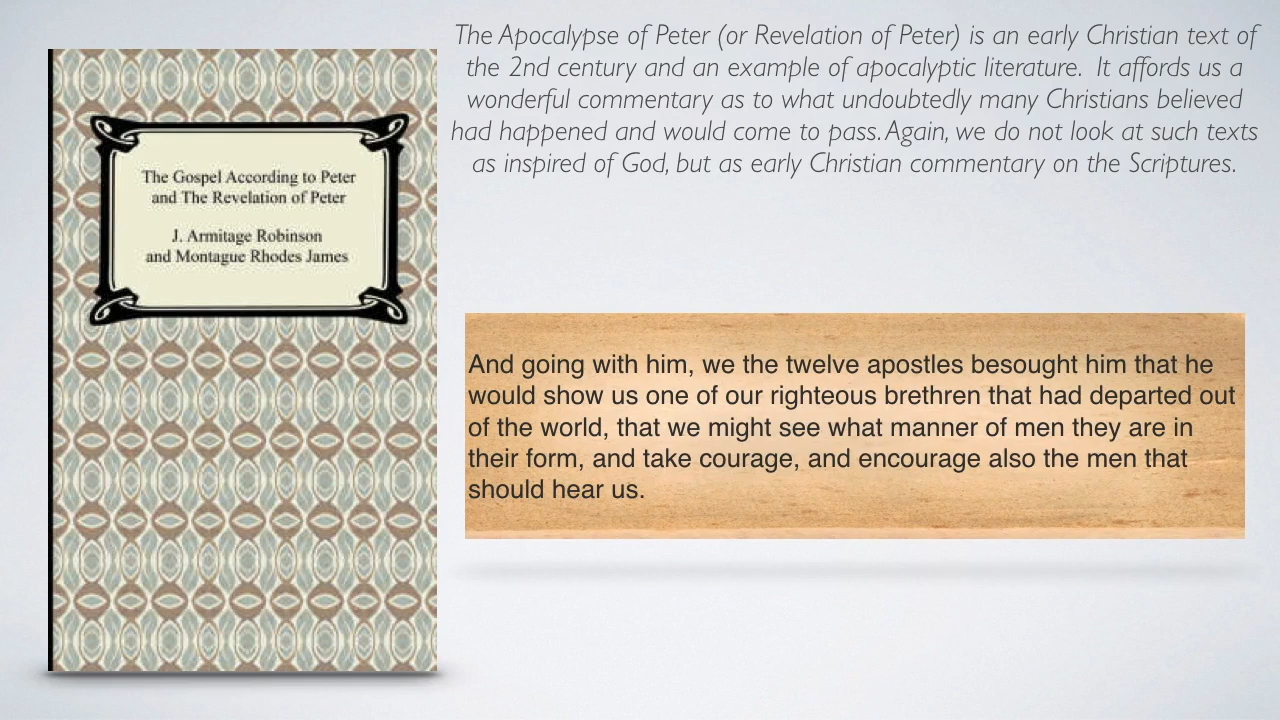 The Apocalypse of Peter (or Revelation of Peter) is an early Christian text of
the 2nd century and an example of apocalyptic literature. It affords us a
wonderful commentary as to what undoubtedly many Christians believed
had happened and would come to pass. Again, we do not look at such texts
as inspired of God, but as early Christian commentary on the Scriptures.
The Gospel According to Peter
and The Revelation of Peter
J. Armitage Robinson
and Montague Rhodes James
And going with him, we the twelve apostles besought him that he
would show us one of our righteous brethren that had departed out
of the world, that we might see what manner of men they are in
their form, and take courage, and encourage also the men that
should hear us.